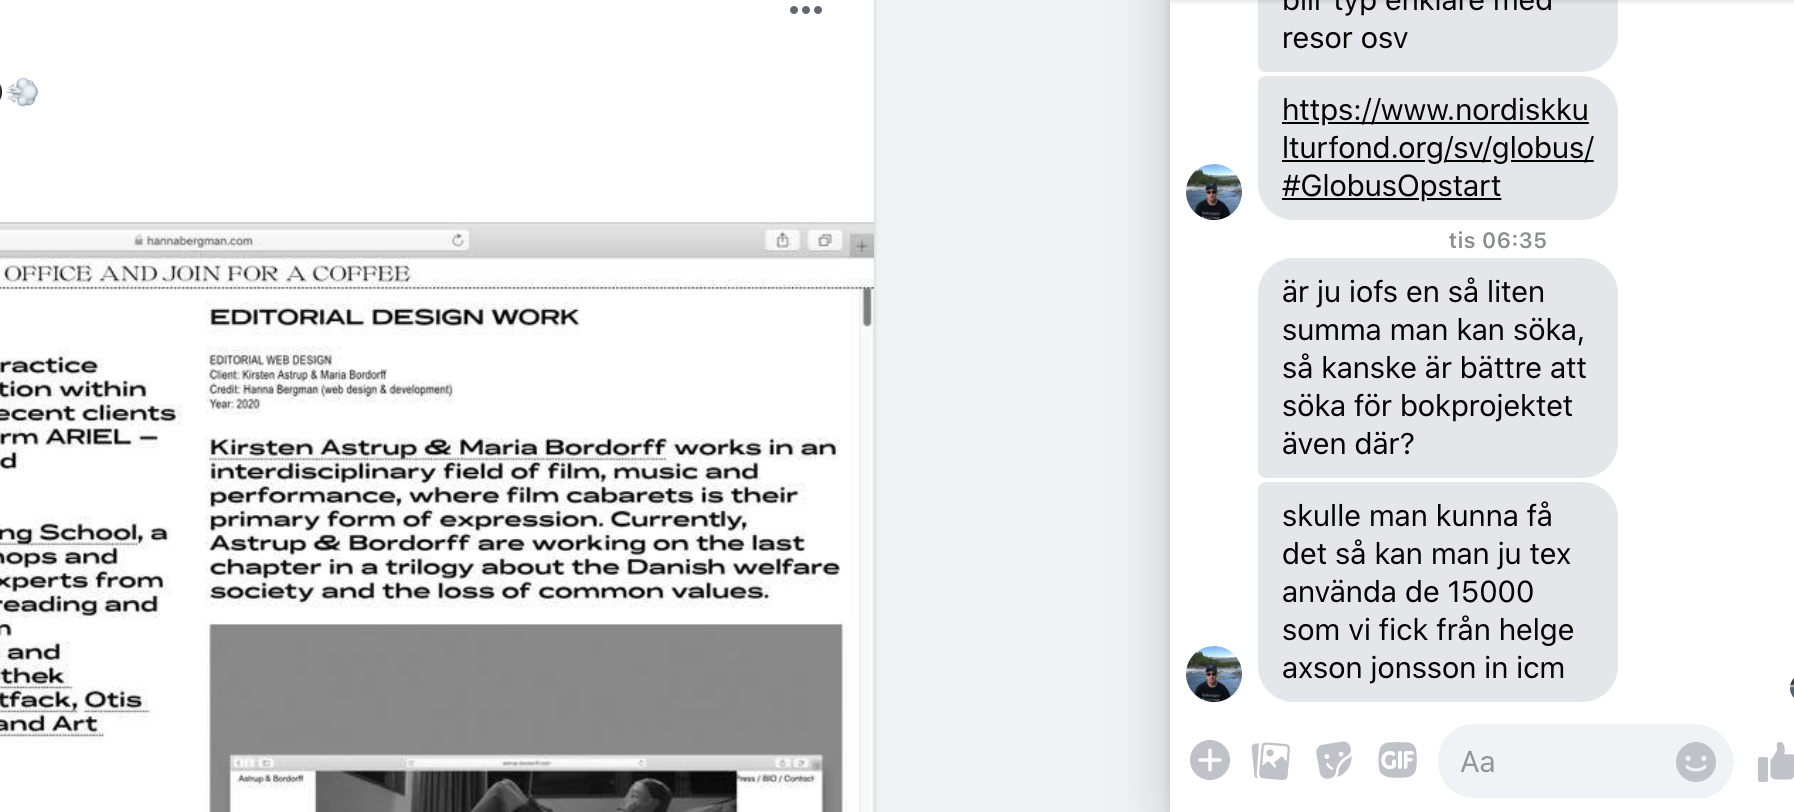 hannabergman.com
OFFICE AND JOIN FOR A COFFEE
ractice
tion within
ecent clients
rm ARIEL –
d
ng School, a
hops and
xperts from
reading and
n
and
thek
tfack, Otis
and Art
EDITORIAL DESIGN WORK
EDITORIAL WEB DESIGN
Client: Kirsten Astrup & Maria Bordorff
Credit: Hanna Bergman (web design & development)
Year: 2020
Kirsten Astrup & Maria Bordorff works in an
interdisciplinary field of film, music and
performance, where film cabarets is their
primary form of expression. Currently,
Astrup & Bordorff are working on the last
chapter in a trilogy about the Danish welfare
society and the loss of common values.
Astrup & Bordorff
ress / BIO / Contact
blir typ enklare med
resor osv
https://www.nordiskku
lturfond.org/sv/globus/
#GlobusOpstart
tis 06:35
är ju iofs en så liten
summa man kan söka,
så kanske är bättre att
söka för bokprojektet
även där?
skulle man kunna få
det så kan man ju tex
använda de 15000
som vi fick från helge
axson jonsson in icm
GIF
Aa